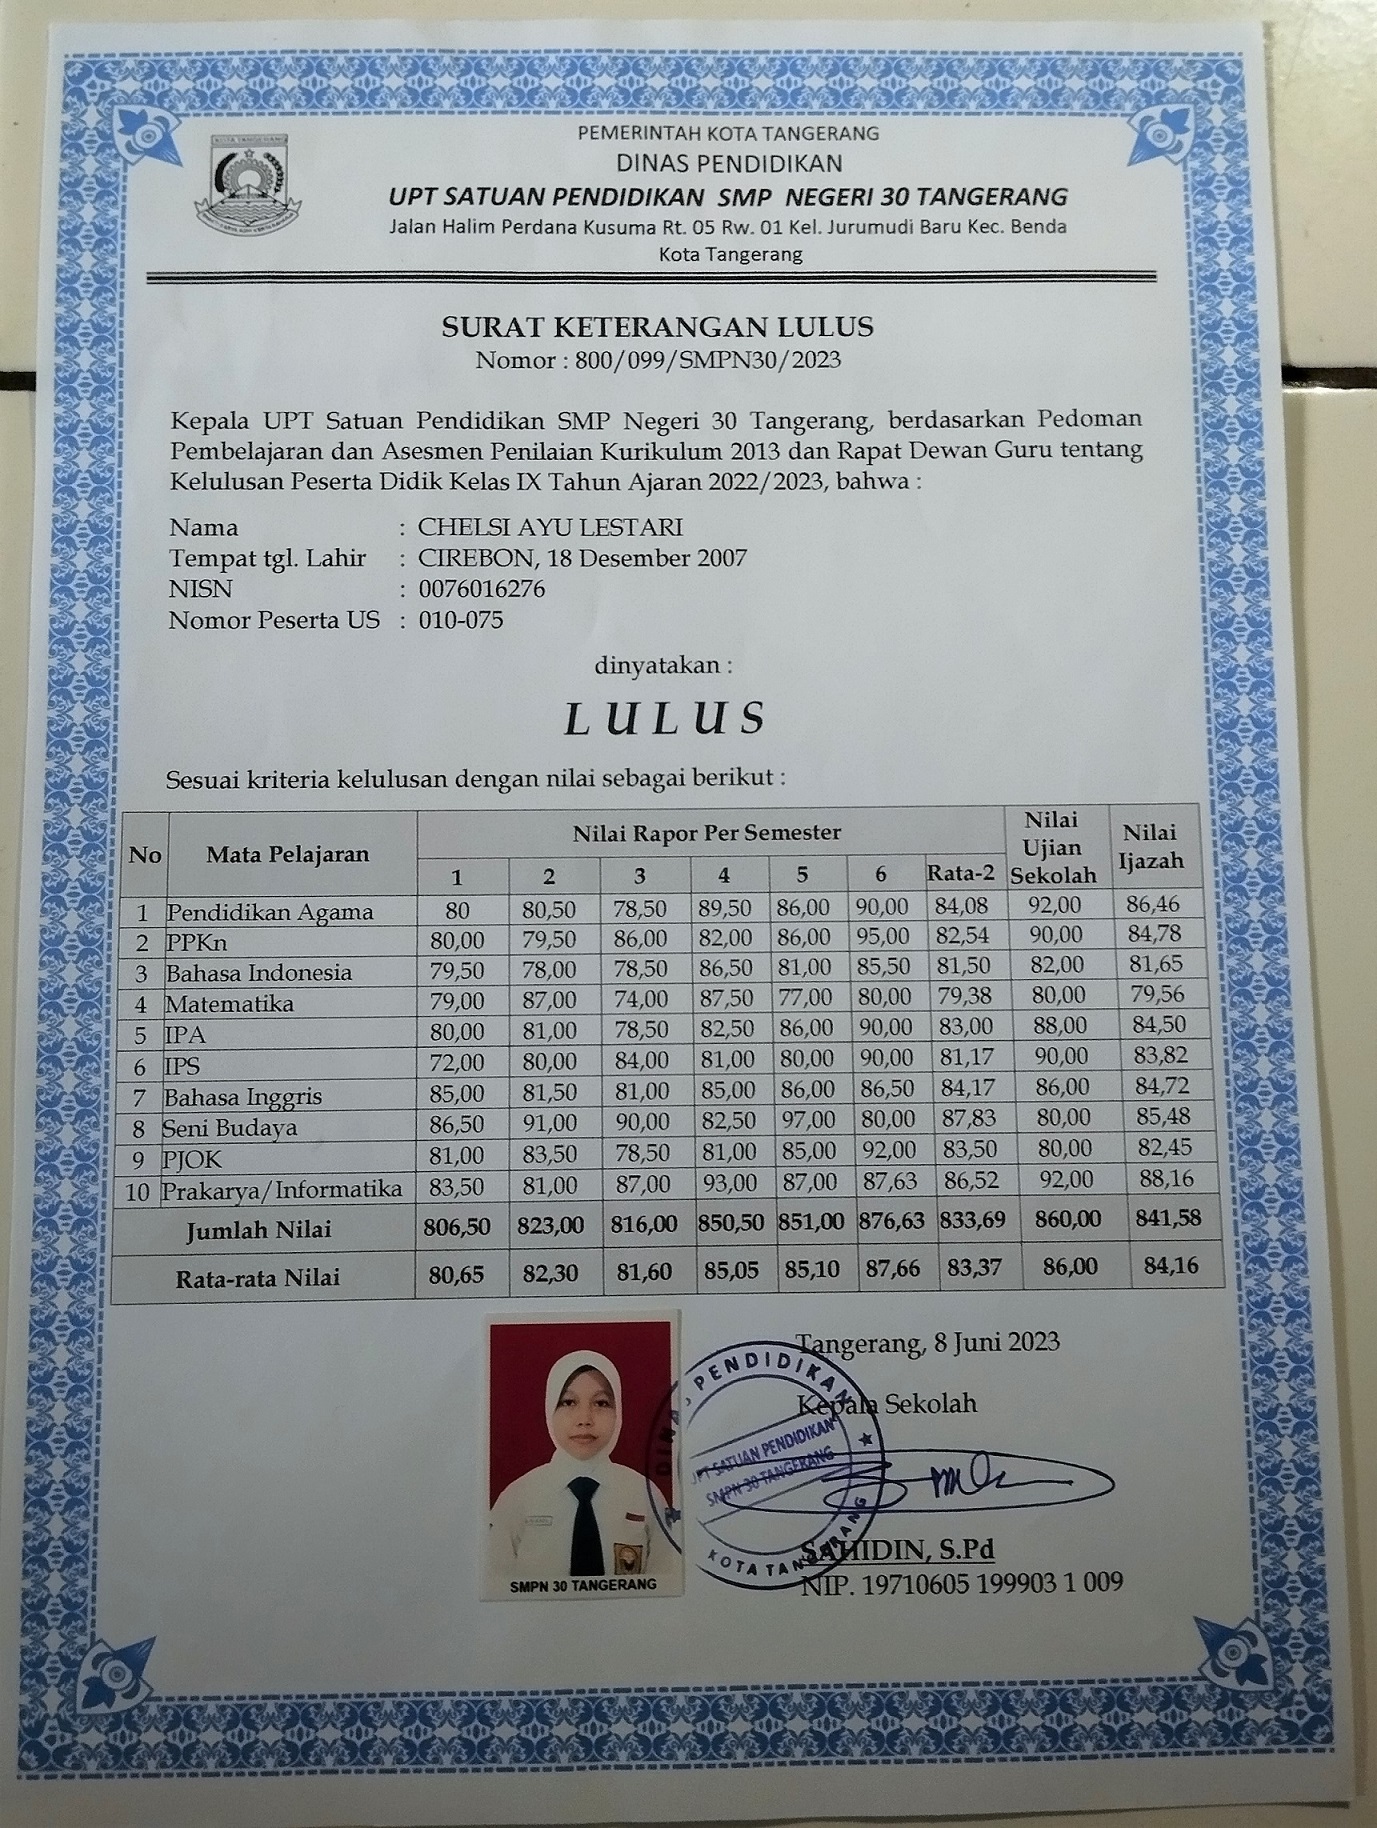 KOTA TANGERANG
PEMERINTAH KOTA TANGERANG
DINAS PENDIDIKAN
UPT SATUAN PENDIDIKAN SMP NEGERI 30 TANGERANG
Jalan Halim Perdana Kusuma Rt. 05 Rw. 01 Kel. Jurumudi Baru Kec. Benda
Kota Tangerang
SURAT KETERANGAN LULUS
Nomor : 800/099/SMPN30/2023
Kepala UPT Satuan Pendidikan SMP Negeri 30 Tangerang, berdasarkan Pedoman
Pembelajaran dan Asesmen Penilaian Kurikulum 2013 dan Rapat Dewan Guru tentang
Kelulusan Peserta Didik Kelas IX Tahun Ajaran 2022/2023, bahwa :
Nama : CHELSI AYU LESTARI
Tempat tgl. Lahir : CIREBON, 18 Desember 2007
NISN : 0076016276
Nomor Peserta US : 010-075
dinyatakan :
LULUS
Sesuai kriteria kelulusan dengan nilai sebagai berikut :
No Mata Pelajaran Nilai Rapor Per Semester Nilai Ujian Sekolah Nilai Ijazah
1 2 3 4 5 6 Rata-2
1 Pendidikan Agama 80 80,50 78,50 89,50 86,00 90,00 84,08 92,00 86,46
2 PPKn 80,00 79,50 86,00 82,00 86,00 95,00 82,54 90,00 84,78
3 Bahasa Indonesia 79,50 78,00 78,50 86,50 81,00 85,50 81,50 82,00 81,65
4 Matematika 79,00 87,00 74,00 87,50 77,00 80,00 79,38 80,00 79,56
5 IPA 80,00 81,00 78,50 82,50 86,00 90,00 83,00 88,00 84,50
6 IPS 72,00 80,00 84,00 81,00 80,00 90,00 81,17 90,00 83,82
7 Bahasa Inggris 85,00 81,50 81,00 85,00 86,00 86,50 84,17 86,00 84,72
8 Seni Budaya 86,50 91,00 90,00 82,50 97,00 80,00 87,83 80,00 85,48
9 PJOK 81,00 83,50 78,50 81,00 85,00 92,00 83,50 80,00 82,45
10 Prakarya/Informatika 83,50 81,00 87,00 93,00 87,00 87,63 86,52 92,00 88,16
Jumlah Nilai 806,50 823,00 816,00 850,50 851,00 876,63 833,69 860,00 841,58
Rata-rata Nilai 80,65 82,30 81,60 85,05 85,10 87,66 83,37 86,00 84,16
Tangerang, 8 Juni 2023
Kepala Sekolah
DINAS PENDIDIKAN
UPT SATUAN PENDIDIKAN
SMPN 30 TANGERANG
KOTA TANGERANG
SAHIDIN, S.Pd
NIP. 19710605 199903 1 009
SMPN 30 TANGERANG